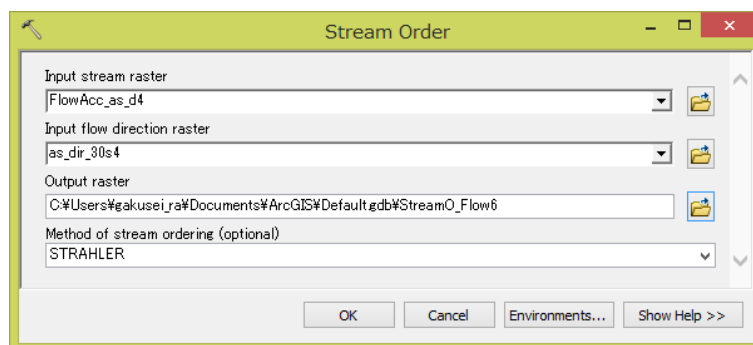 Stream Order
Input stream raster
FlowAcc_as_d4
Input flow direction raster
as_dir_30s4
Output raster
C:¥Users¥gakusei_ra¥Documents¥ArcGIS¥Default.gdb¥StreamO_Flow6
Method of stream ordering (optional)
STRAHLER
OK
Cancel
Environments...
Show Help >>